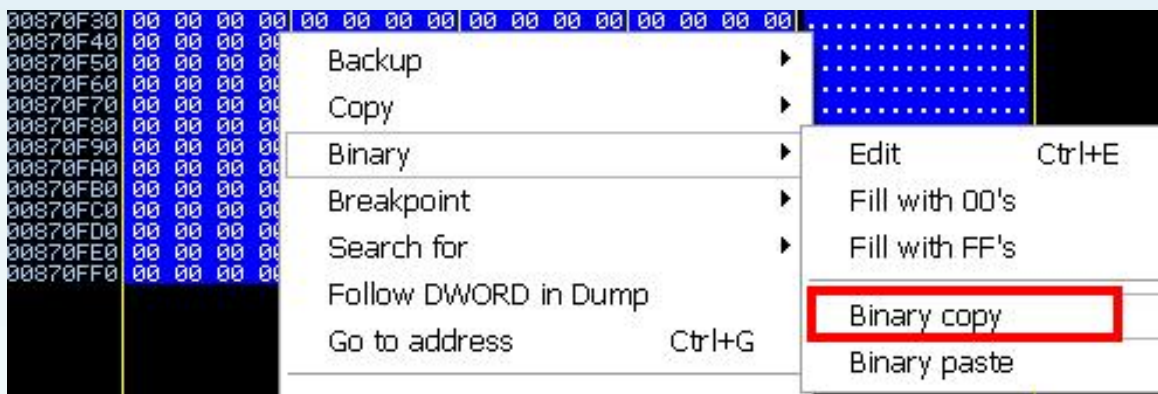 00870F30 00 00 00 00 00 00 00 00 00 00 00 00 00 00 00 00 ................
00870F40 00 00 00
00870F50 00 00 00
00870F60 00 00 00
00870F70 00 00 00
00870F80 00 00 00
00870F90 00 00 00
00870FA0 00 00 00
00870FB0 00 00 00
00870FC0 00 00 00
00870FD0 00 00 00
00870FE0 00 00 00
00870FF0 00 00 00
Backup
Copy
Binary
Breakpoint
Search for
Follow DWORD in Dump
Go to address Ctrl+G
Edit Ctrl+E
Fill with 00's
Fill with FF's
Binary copy
Binary paste